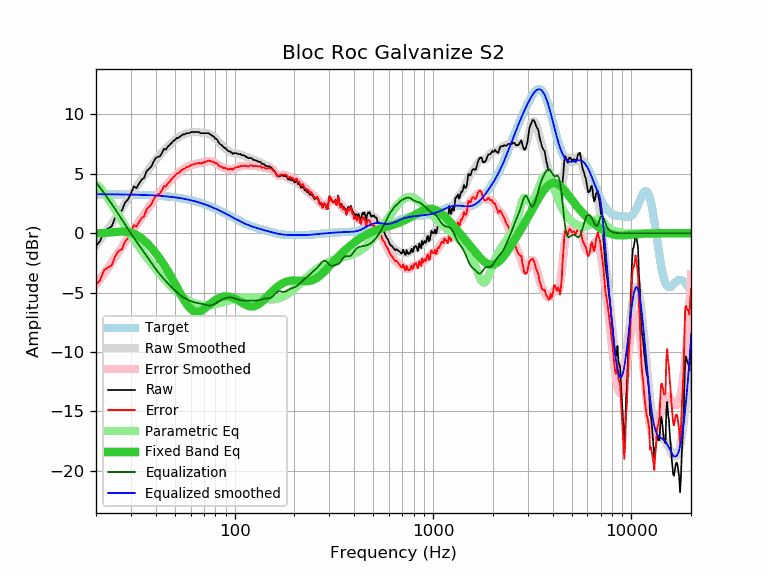 Bloc Roc Galvanize S2
10
5
0
−5
−10
−15
−20
Amplitude (dBr)
Target
Raw Smoothed
Error Smoothed
Raw
Error
Parametric Eq
Fixed Band Eq
Equalization
Equalized smoothed
100
1000
10000
Frequency (Hz)